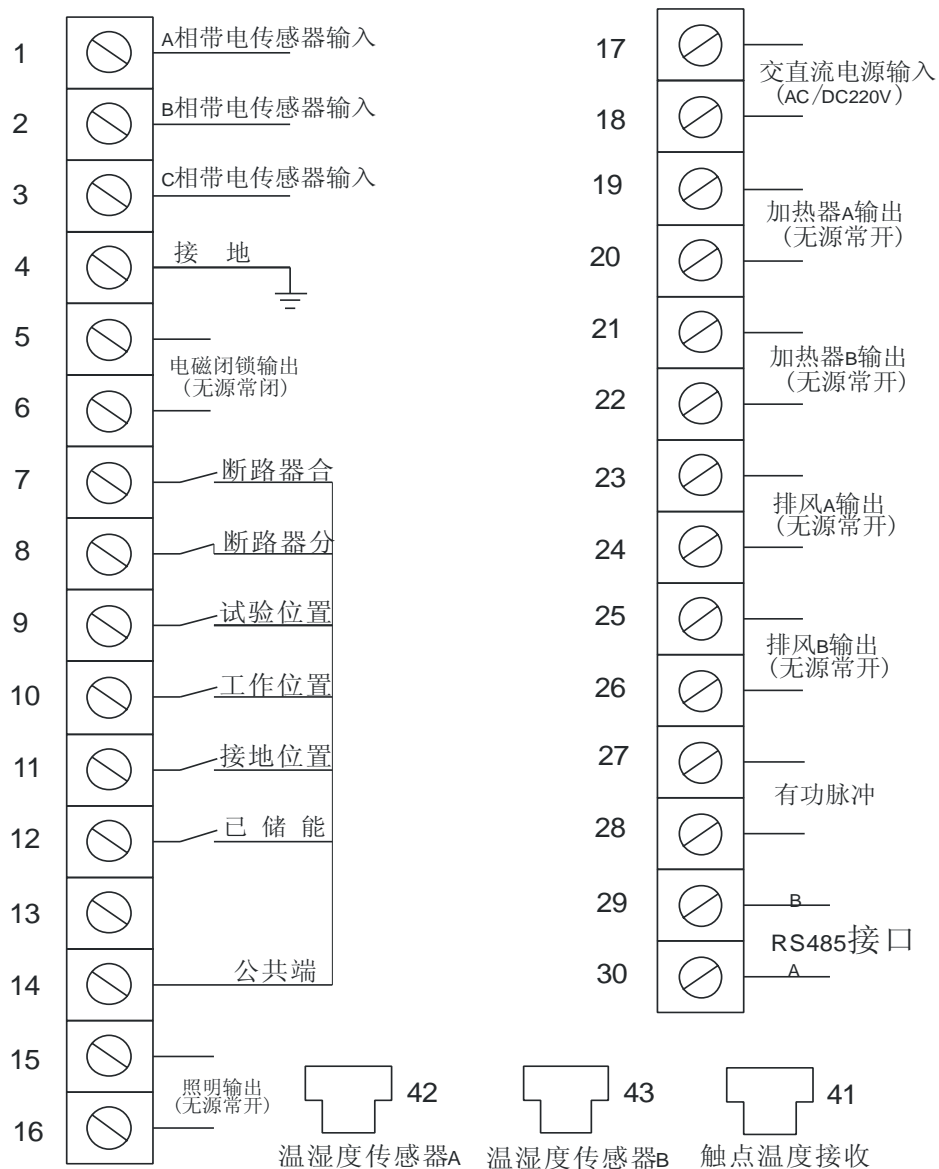 1
A相带电传感器输入
2
B相带电传感器输入
3
C相带电传感器输入
4
接 地
5
电磁闭锁输出
(无源常闭)
6
7
断路器合
8
断路器分
9
试验位置
10
工作位置
11
接地位置
12
已 储 能
13
14
公共端
15
照明输出
(无源常开)
16
17
交直流电源输入
(AC/DC220V)
18
19
加热器A输出
(无源常开)
20
21
加热器B输出
(无源常开)
22
23
排风A输出
(无源常开)
24
25
排风B输出
(无源常开)
26
27
有功脉冲
28
29
B
RS485接口
30
A
42
温湿度传感器A
43
温湿度传感器B
41
触点温度接收